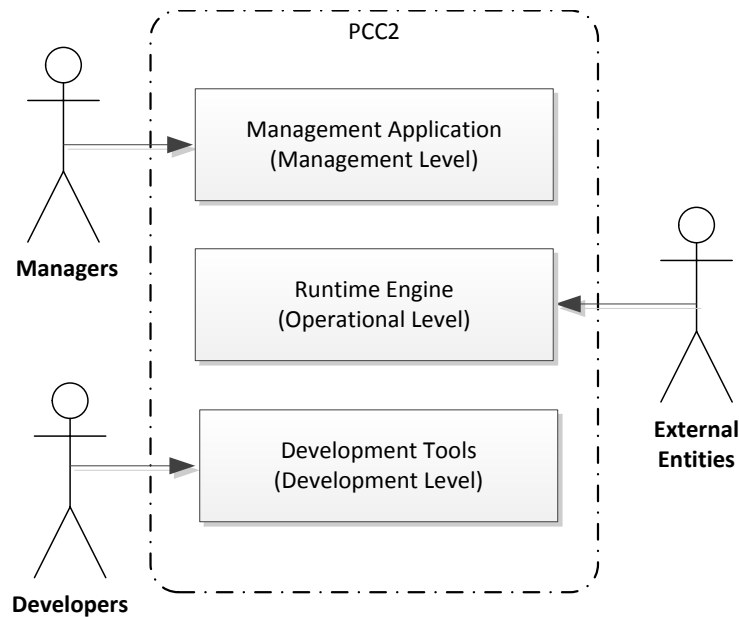 PCC2
Management Application
(Management Level)
Managers
Runtime Engine
(Operational Level)
External
Entities
Development Tools
(Development Level)
Developers